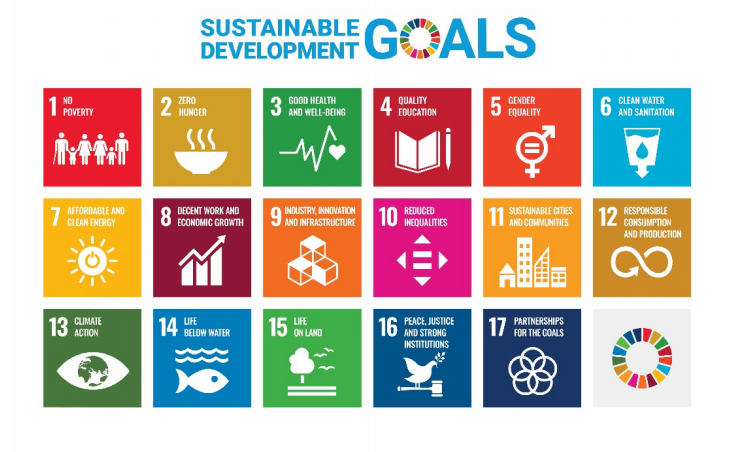 SUSTAINABLE
DEVELOPMENT
GOALS
1 NO
POVERTY
2 ZERO
HUNGER
3 GOOD HEALTH
AND WELL-BEING
4 QUALITY
EDUCATION
5 GENDER
EQUALITY
6 CLEAN WATER
AND SANITATION
7 AFFORDABLE AND
CLEAN ENERGY
8 DECENT WORK AND
ECONOMIC GROWTH
9 INDUSTRY, INNOVATION
AND INFRASTRUCTURE
10 REDUCED
INEQUALITIES
11 SUSTAINABLE CITIES
AND COMMUNITIES
12 RESPONSIBLE
CONSUMPTION
AND PRODUCTION
13 CLIMATE
ACTION
14 LIFE
BELOW WATER
15 LIFE
ON LAND
16 PEACE, JUSTICE
AND STRONG
INSTITUTIONS
17 PARTNERSHIPS
FOR THE GOALS